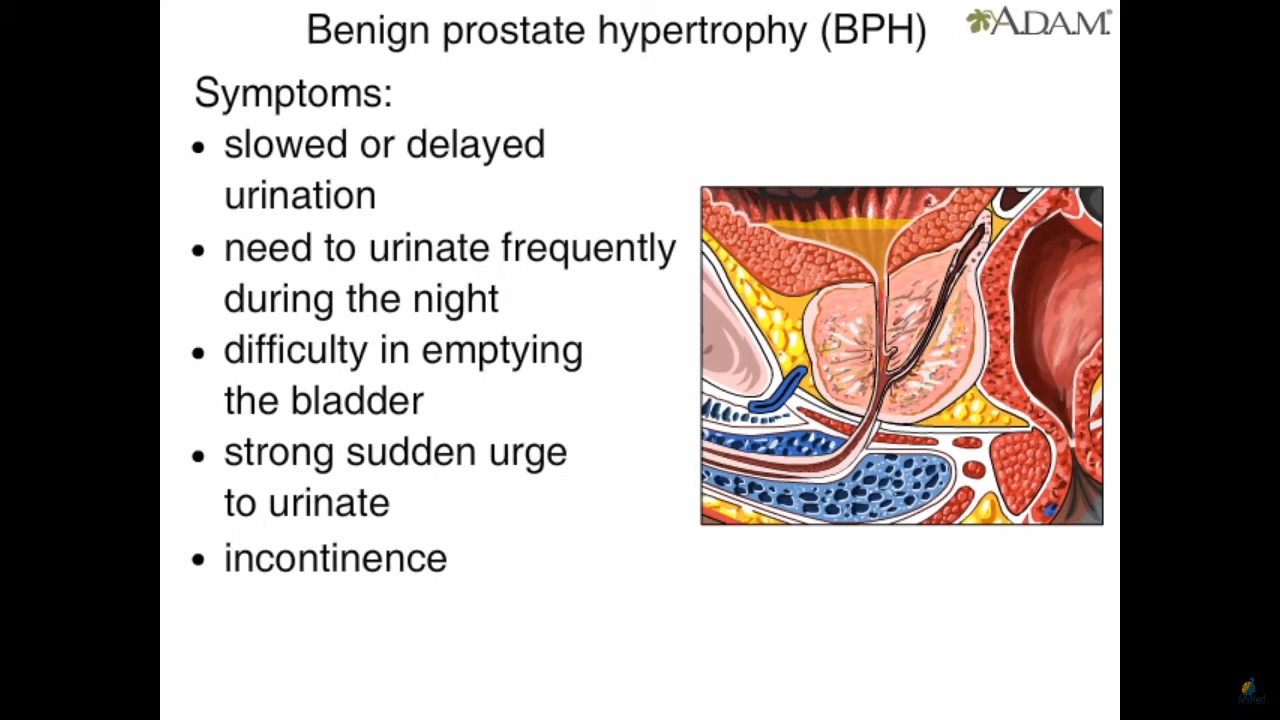 Benign prostate hypertrophy (BPH)
A.D.A.M.®
Symptoms:
• slowed or delayed
urination
• need to urinate frequently
during the night
• difficulty in emptying
the bladder
• strong sudden urge
to urinate
• incontinence